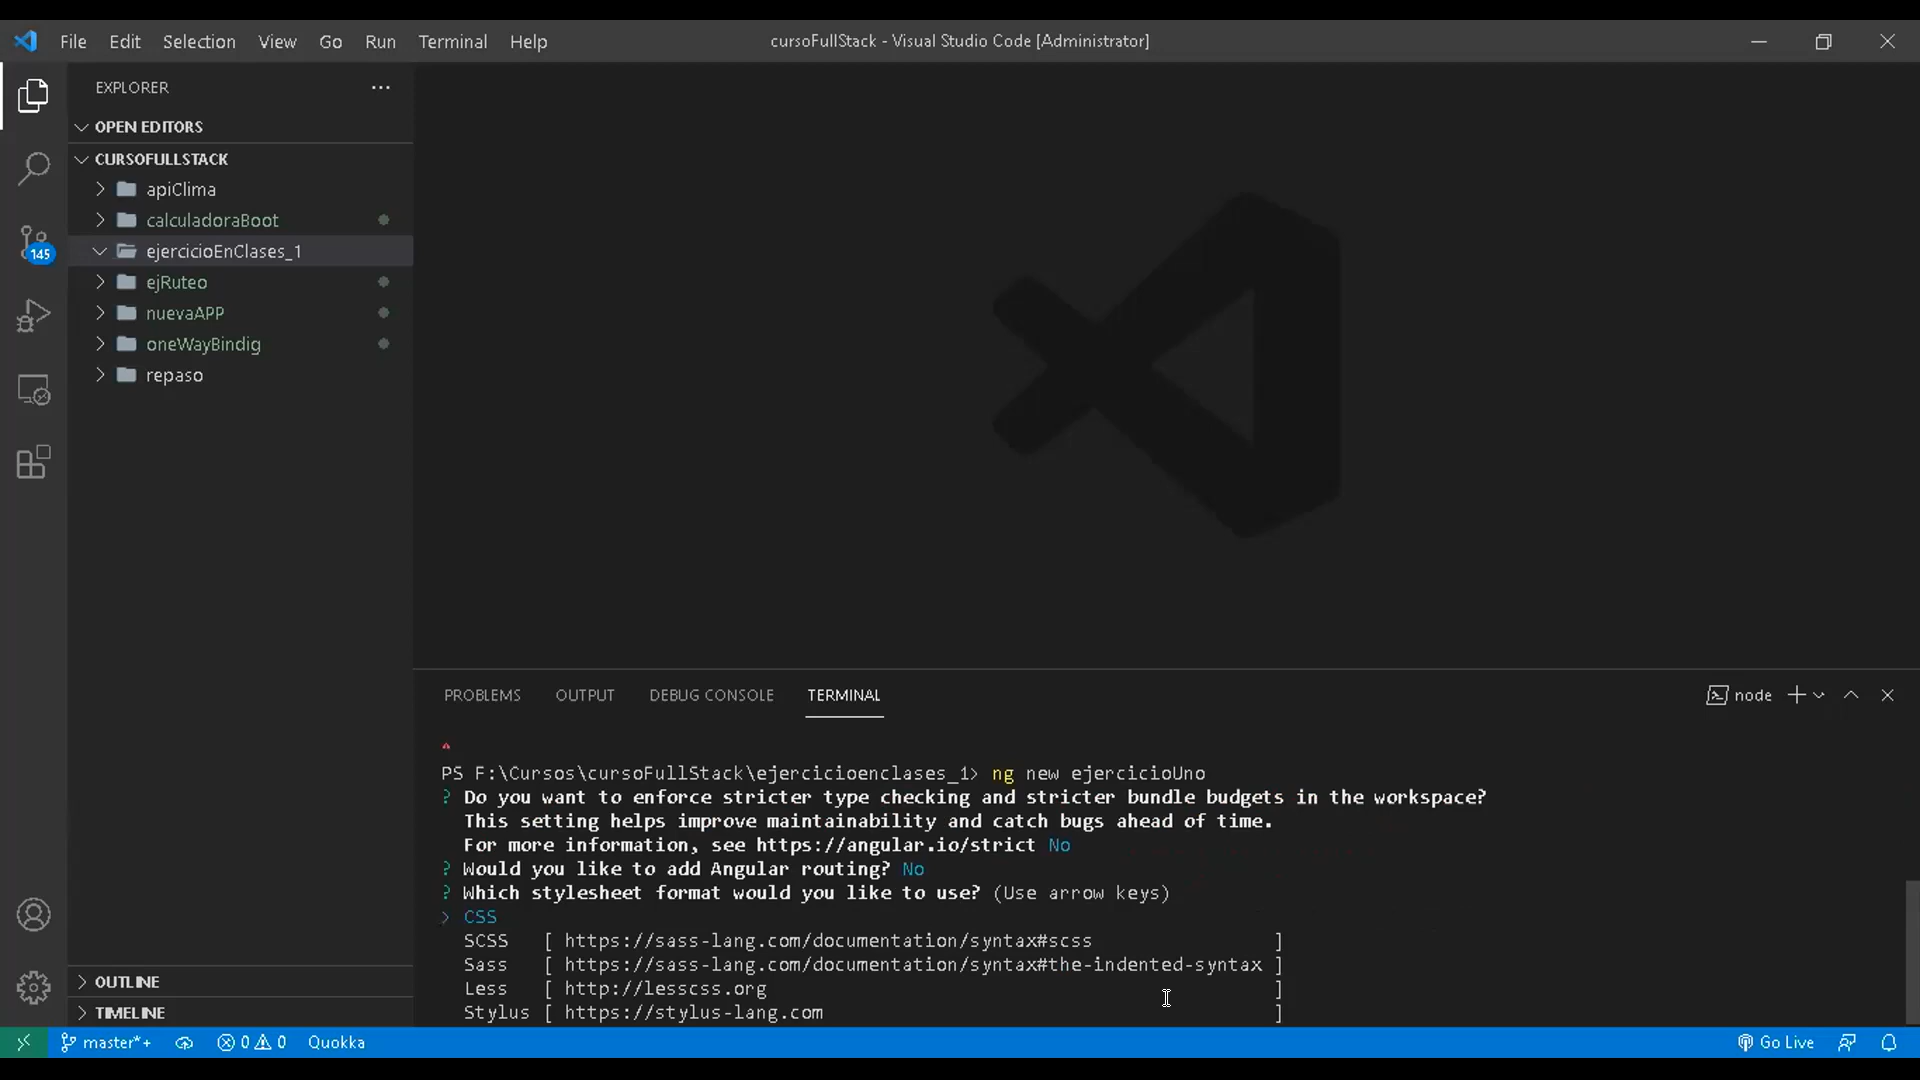 File Edit Selection View Go Run Terminal Help
cursoFullStack - Visual Studio Code [Administrator]
EXPLORER
OPEN EDITORS
CURSOFULLSTACK
apiClima
calculadoraBoot
145
ejercicioEnClases_1
ejRuteo
nuevaAPP
oneWayBindig
repaso
OUTLINE
TIMELINE
PROBLEMS OUTPUT DEBUG CONSOLE TERMINAL
node
PS F:\Cursos\cursoFullStack\ejercicioenclases_1> ng new ejercicioUno
? Do you want to enforce stricter type checking and stricter bundle budgets in the workspace?
This setting helps improve maintainability and catch bugs ahead of time.
For more information, see https://angular.io/strict No
? Would you like to add Angular routing? No
? Which stylesheet format would you like to use? (Use arrow keys)
> CSS
SCSS [ https://sass-lang.com/documentation/syntax#scss ]
Sass [ https://sass-lang.com/documentation/syntax#the-indented-syntax ]
Less [ http://lesscss.org ]
Stylus [ https://stylus-lang.com ]
master*+ 0 0 Quokka
Go Live